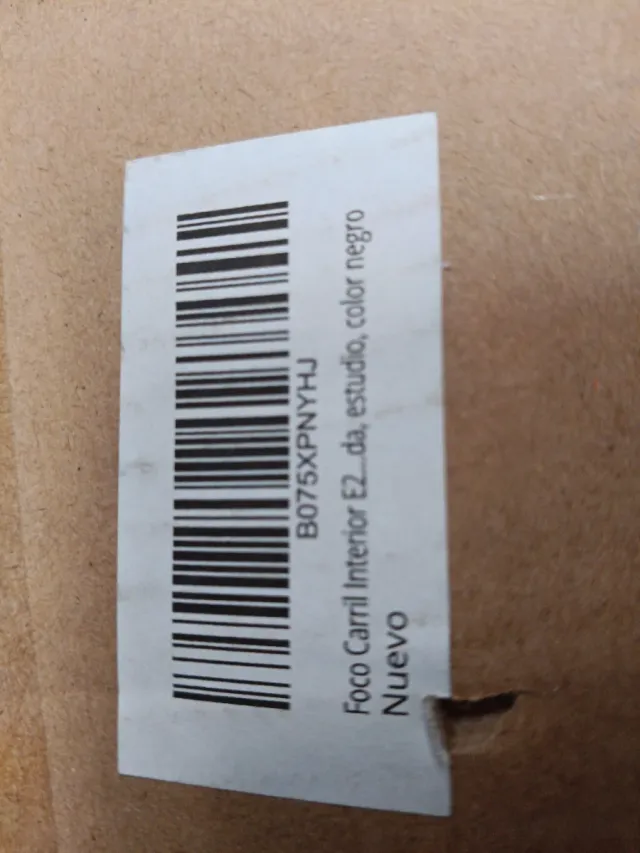 B075XPNYHJ
Foco Carril Interior E2...da, estudio, color negro
Nuevo